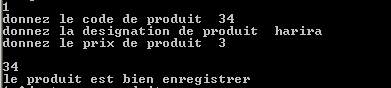 1
donnez le code de produit 34
donnez la designation de produit harira
donnez le prix de produit 3
34
le produit est bien enregistrer